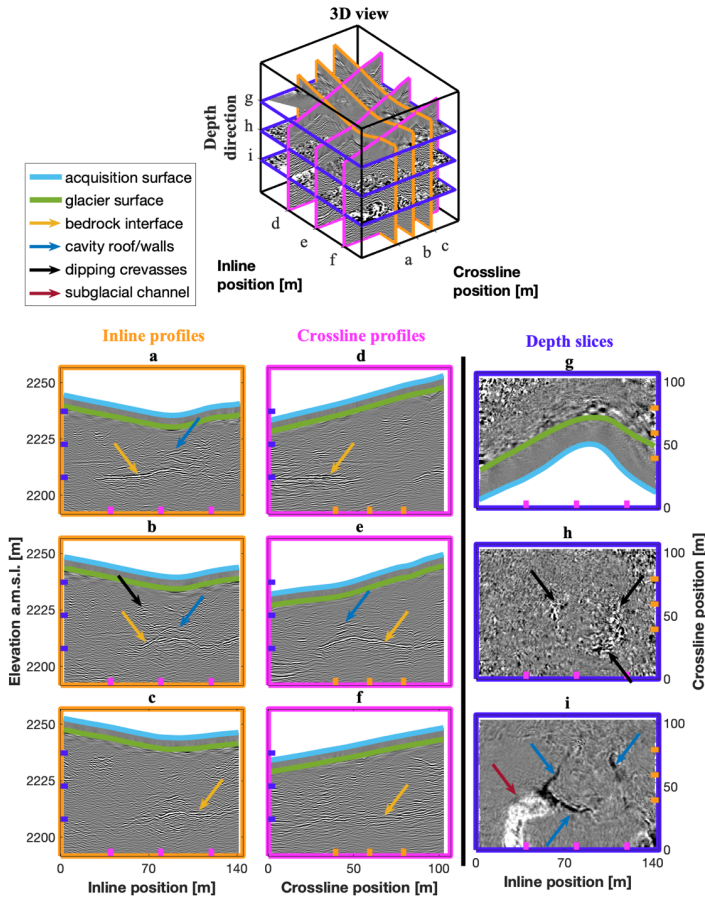 3D view
g
h
i
Depth
direction
d
e
f
a
b
c
Inline
position [m]
Crossline
position [m]
acquisition surface
glacier surface
bedrock interface
cavity roof/walls
dipping crevasses
subglacial channel
Inline profiles
Crossline profiles
Depth slices
a
d
g
2250
2225
2200
100
50
0
b
e
h
2250
2225
2200
100
50
0
c
f
i
2250
2225
2200
100
50
0
0
70
140
0
50
100
0
70
140
Elevation a.m.s.l. [m]
Crossline position [m]
Inline position [m]
Crossline position [m]
Inline position [m]